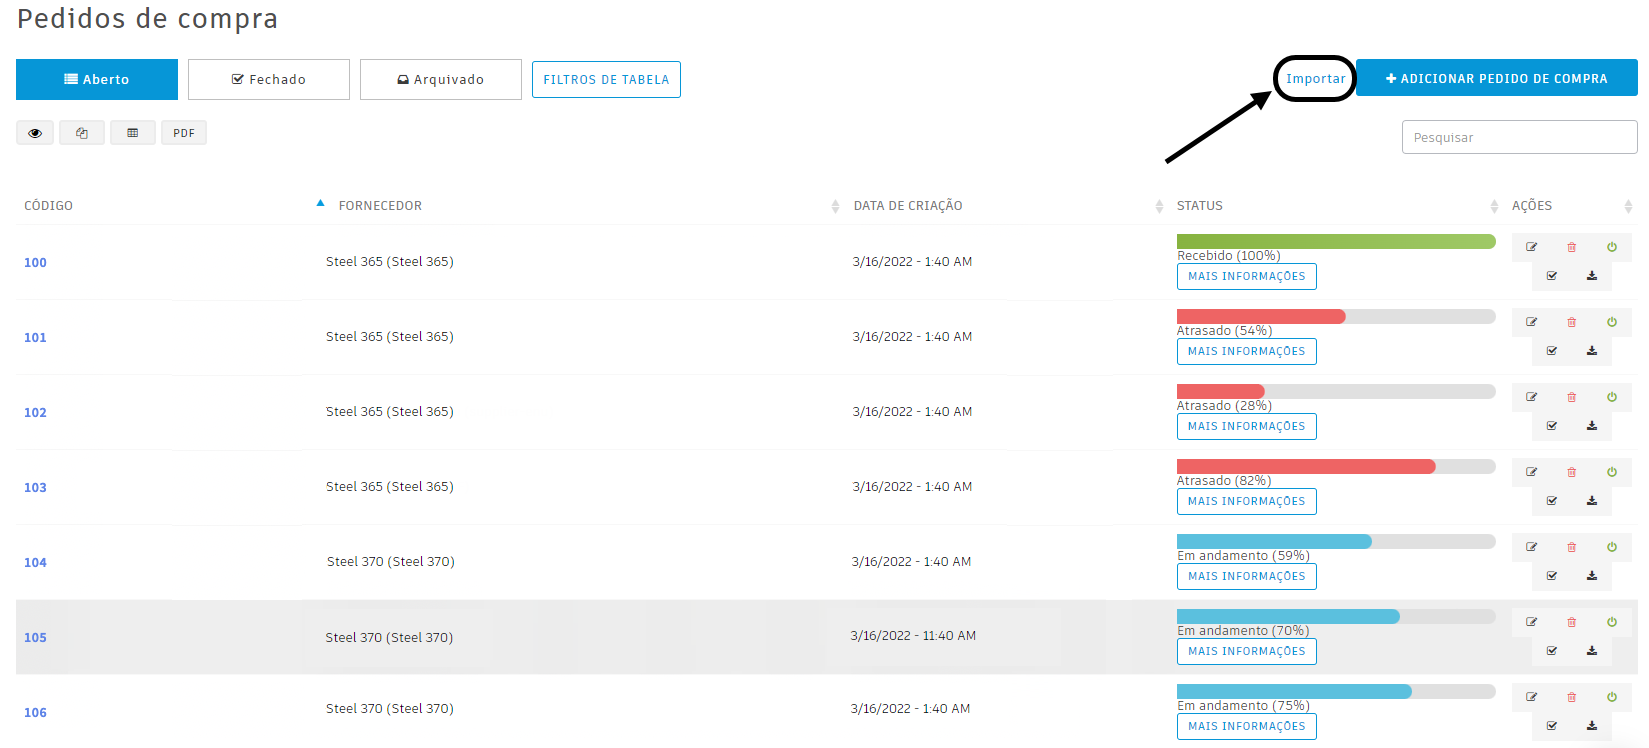 Pedidos de compra
Aberto Fechado Arquivado FILTROS DE TABELA Importar ADICIONAR PEDIDO DE COMPRA
PDF Pesquisar
CÓDIGO FORNECEDOR DATA DE CRIAÇÃO STATUS AÇÕES
100 Steel 365 (Steel 365) 3/16/2022 - 1:40 AM Recebido (100%)
MAIS INFORMAÇÕES
101 Steel 365 (Steel 365) 3/16/2022 - 1:40 AM Atrasado (54%)
MAIS INFORMAÇÕES
102 Steel 365 (Steel 365) 3/16/2022 - 1:40 AM Atrasado (28%)
MAIS INFORMAÇÕES
103 Steel 365 (Steel 365) 3/16/2022 - 1:40 AM Atrasado (82%)
MAIS INFORMAÇÕES
104 Steel 370 (Steel 370) 3/16/2022 - 1:40 AM Em andamento (59%)
MAIS INFORMAÇÕES
105 Steel 370 (Steel 370) 3/16/2022 - 11:40 AM Em andamento (70%)
MAIS INFORMAÇÕES
106 Steel 370 (Steel 370) 3/16/2022 - 1:40 AM Em andamento (75%)
MAIS INFORMAÇÕES